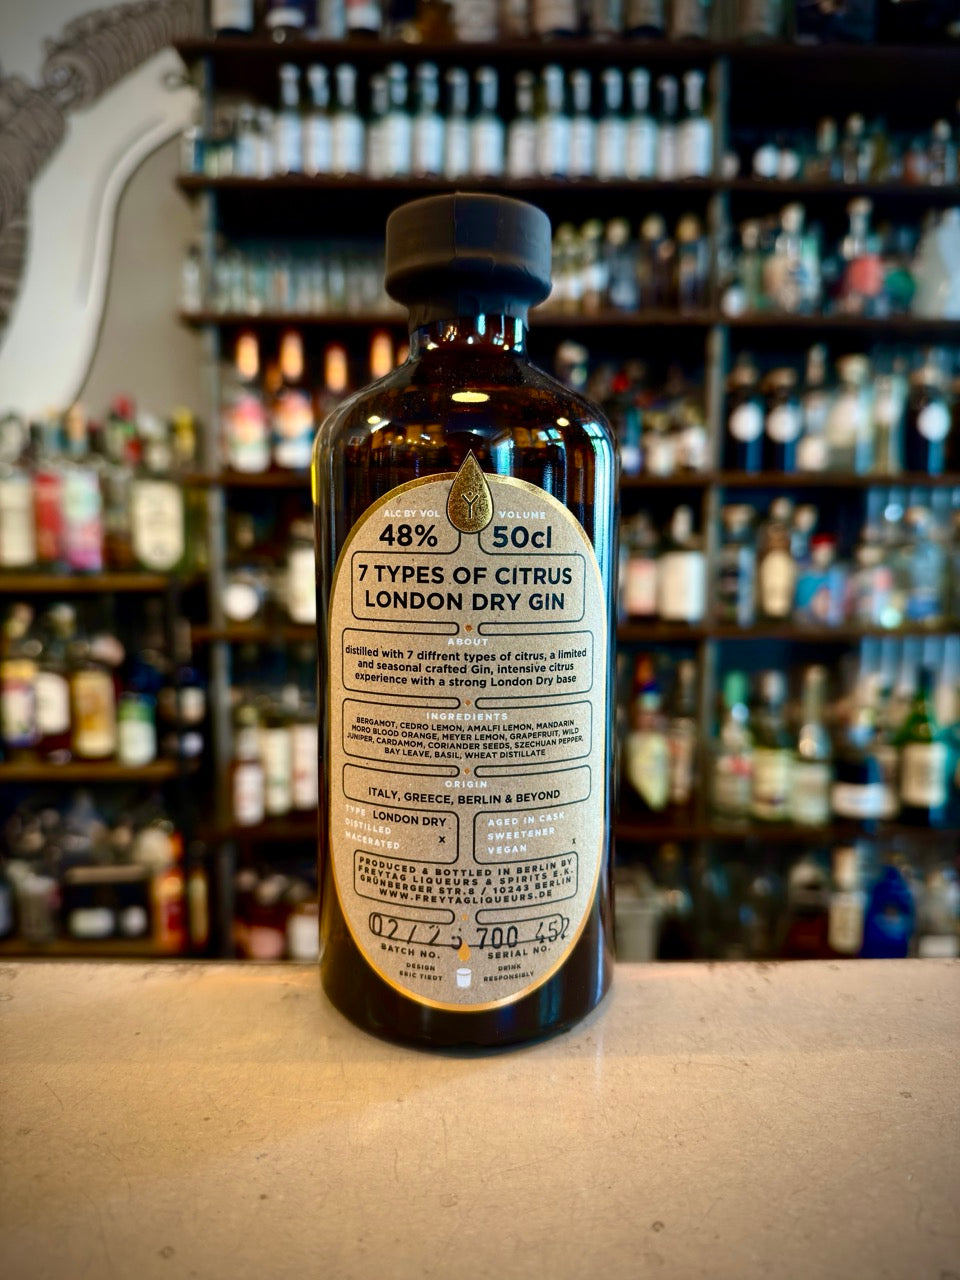 Y
ALC BY VOL VOLUME
48% 50cl
7 TYPES OF CITRUS
LONDON DRY GIN
ABOUT
distilled with 7 diffrent types of citrus, a limited
and seasonal crafted Gin, intensive citrus
experience with a strong London Dry base
INGREDIENTS
BERGAMOT, CEDRO LEMON, AMALFI LEMON, MANDARIN
MORO BLOOD ORANGE, MEYER LEMON, GRAPEFRUIT, WILD
JUNIPER, CARDAMOM, CORIANDER SEEDS, SZECHUAN PEPPER,
BAY LEAVE, BASIL, WHEAT DISTILLATE
ORIGIN
ITALY, GREECE, BERLIN & BEYOND
TYPE LONDON DRY
DISTILLED
MACERATED x
AGED IN CASK
SWEETENER
VEGAN x
PRODUCED & BOTTLED IN BERLIN BY
FREYTAG LIQUEURS & SPIRITS E.K.
GRÜNBERGER STR.8 / 10243 BERLIN
WWW.FREYTAGLIQUEURS.DE
02/25 700 452
BATCH NO. SERIAL NO.
DESIGN
ERIC TIEDT
DRINK
RESPONSIBLY